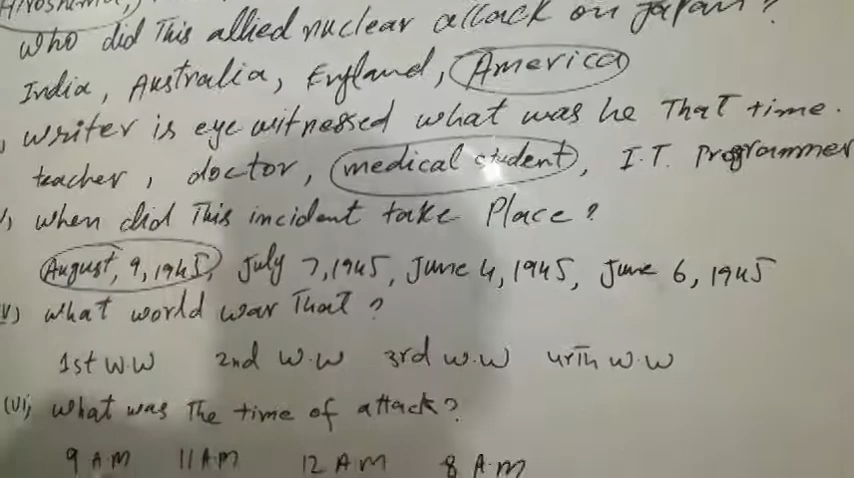 Hiroshima,
Who did This allied nuclear attack on Japan?
India, Australia, England, America
, writer is eye witnessed what was he That time.
teacher, doctor, medical student, I.T. Programmer
), when did This incident take Place?
August, 9, 1945, July 7, 1945, June 4, 1945, June 6, 1945
V) what world war That?
1st W.W 2nd W.W 3rd W.W 4rth W.W
(VI) what was The time of attack?
9 A.M 11 A.M 12 A.M 8 A.M